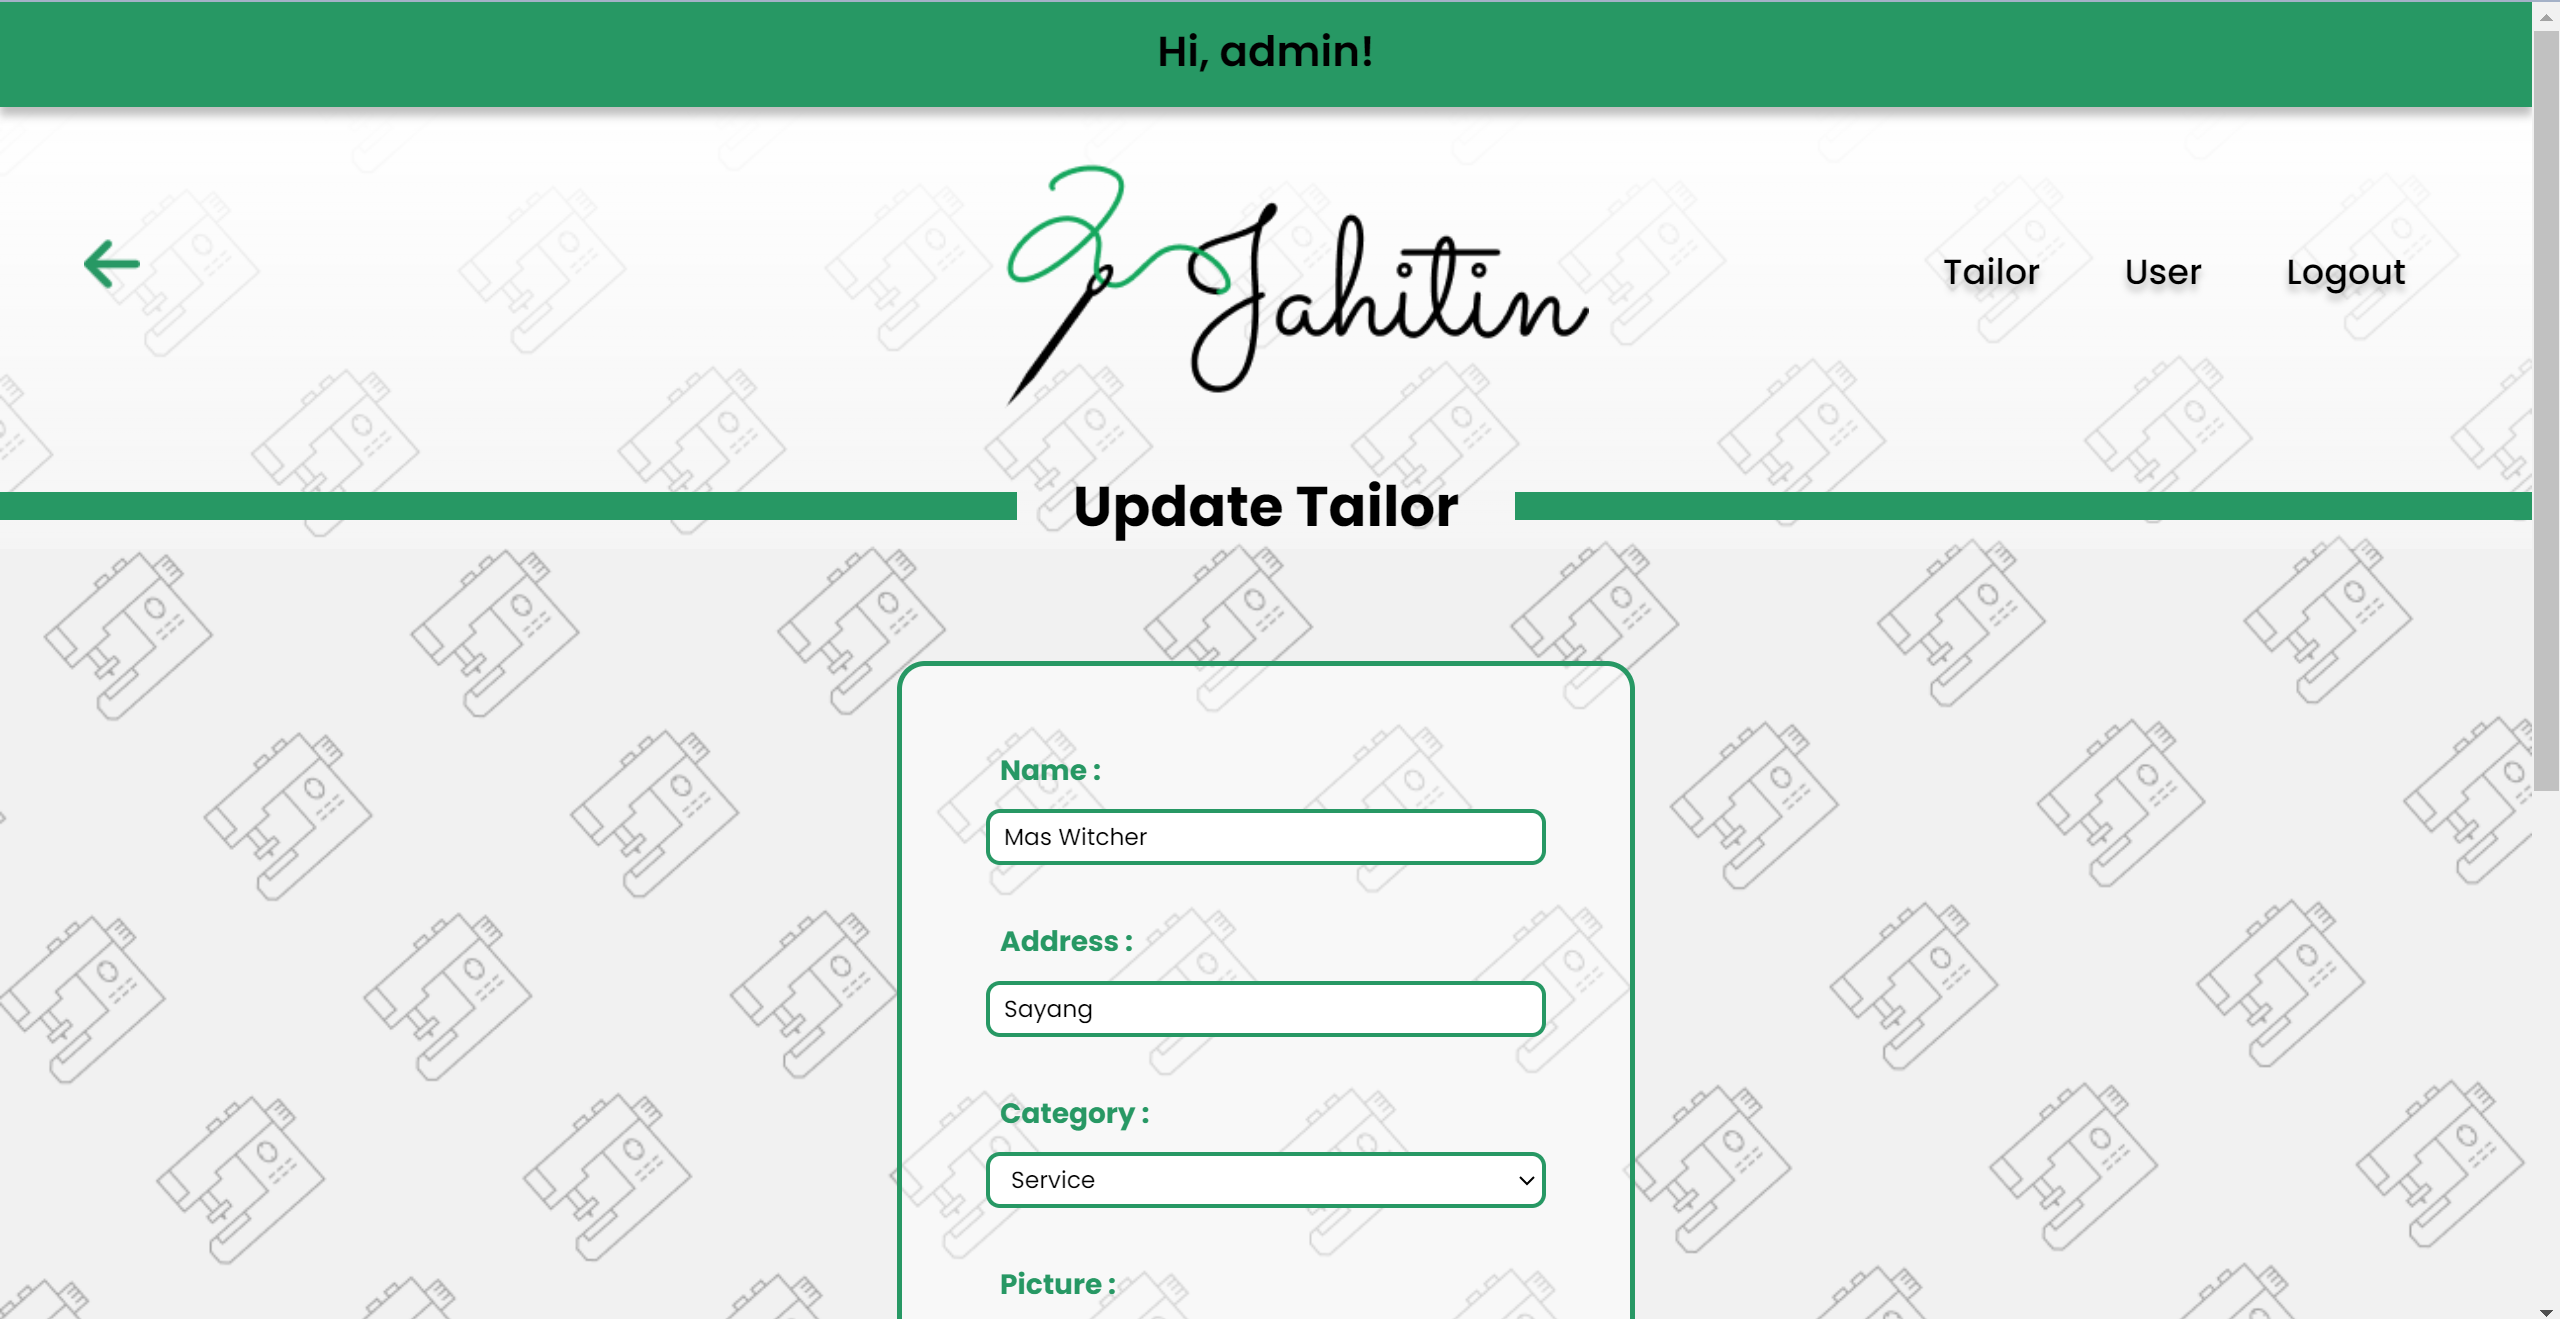 Hi, admin!
Jahitin
Tailor User Logout
Update Tailor
Name :
Mas Witcher
Address :
Sayang
Category :
Service
Picture :